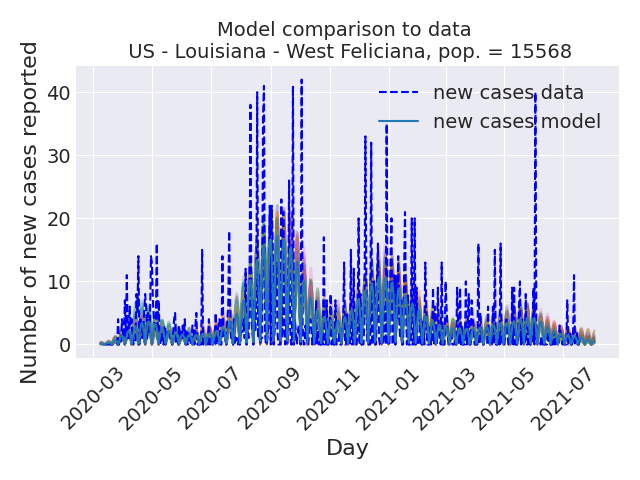 Model comparison to data
US - Louisiana - West Feliciana, pop. = 15568
Number of new cases reported
40
30
20
10
0
new cases data
new cases model
2020-03
2020-05
2020-07
2020-09
2020-11
2021-01
2021-03
2021-05
2021-07
Day